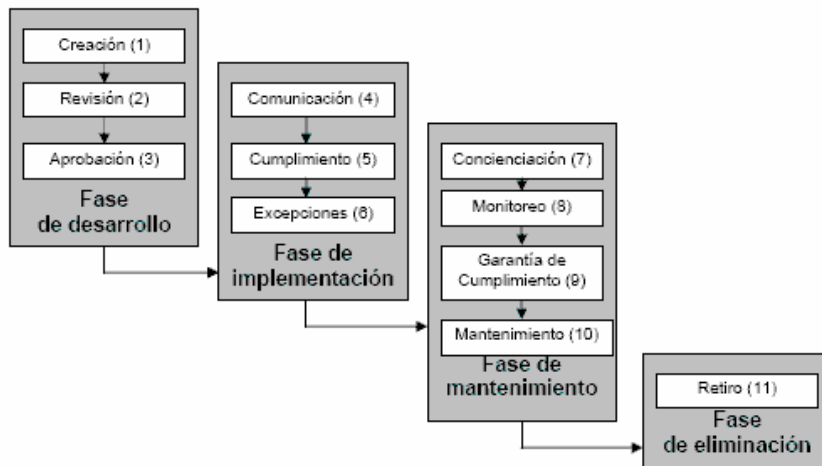 Creación (1)
Revisión (2)
Aprobación (3)
Fase
de desarrollo
Comunicación (4)
Cumplimiento (5)
Excepciones (6)
Fase de
implementación
Concienciación (7)
Monitoreo (8)
Garantía de
Cumplimiento (9)
Mantenimiento (10)
Fase de
mantenimiento
Retiro (11)
Fase
de eliminación